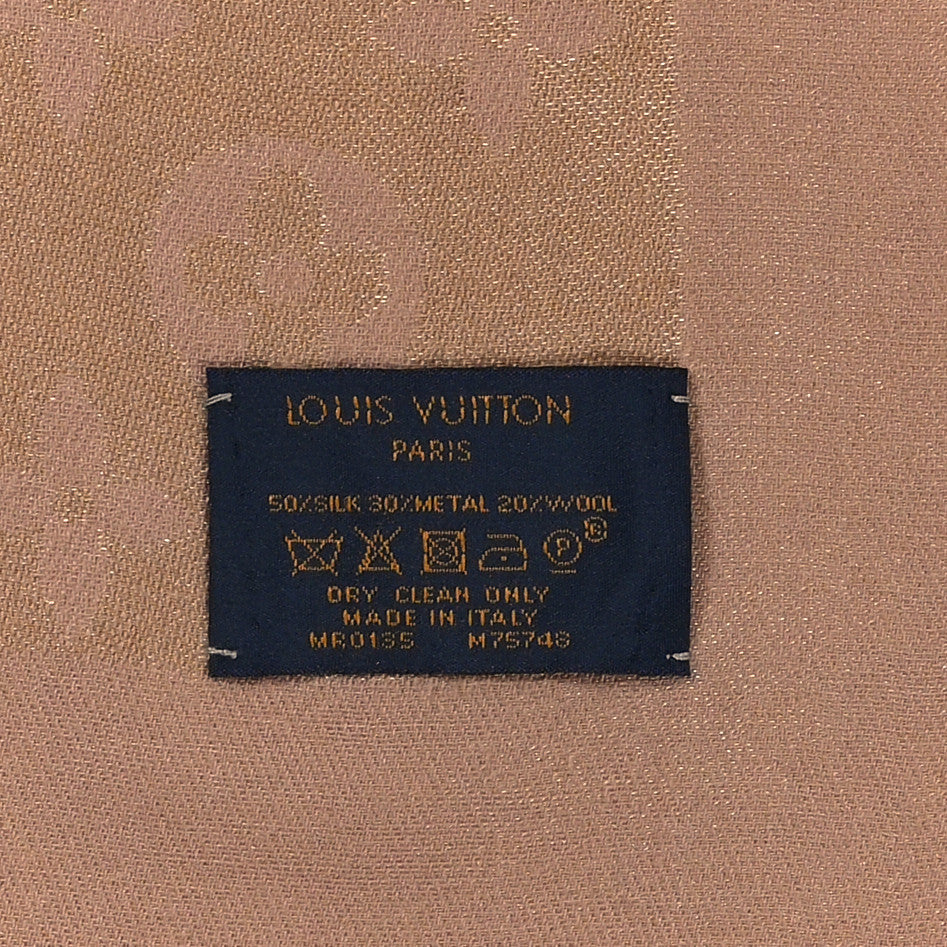 LOUIS VUITTON
PARIS
50%SILK 30%METAL 20%WOOL
P ®
DRY CLEAN ONLY
MADE IN ITALY
MR0135 M75748